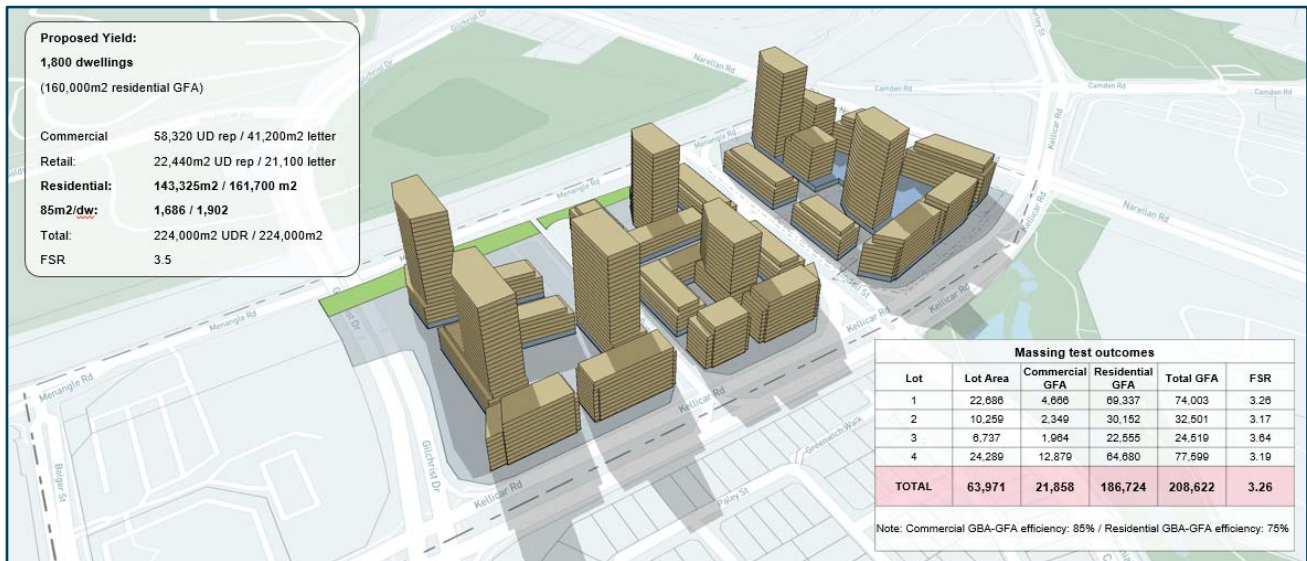 Proposed Yield:
1,800 dwellings
(160,000m2 residential GFA)
Commercial 58,320 UD rep / 41,200m2 letter
Retail: 22,440m2 UD rep / 21,100 letter
Residential: 143,325m2 / 161,700 m2
85m2/dw: 1,686 / 1,902
Total: 224,000m2 UDR / 224,000m2
FSR 3.5
Gilchrist Dr
Gilchrist Dr
Narellan Rd
Camden Rd
Camden Rd
Kellicar Rd
Menangle Rd
Menangle Rd
Narellan Rd
Kellicar Rd
Menangle Rd
Kellicar Rd
Menangle Rd
Kellicar Rd
Gilchrist Dr
Greenwich Walk
Bolger St
Paley St
Kellicar Rd
Massing test outcomes
Lot Lot Area Commercial GFA Residential GFA Total GFA FSR
1 22,686 4,666 69,337 74,003 3.26
2 10,259 2,349 30,152 32,501 3.17
3 6,737 1,964 22,555 24,519 3.64
4 24,289 12,879 64,680 77,599 3.19
TOTAL 63,971 21,858 186,724 208,622 3.26
Note: Commercial GBA-GFA efficiency: 85% / Residential GBA-GFA efficiency: 75%